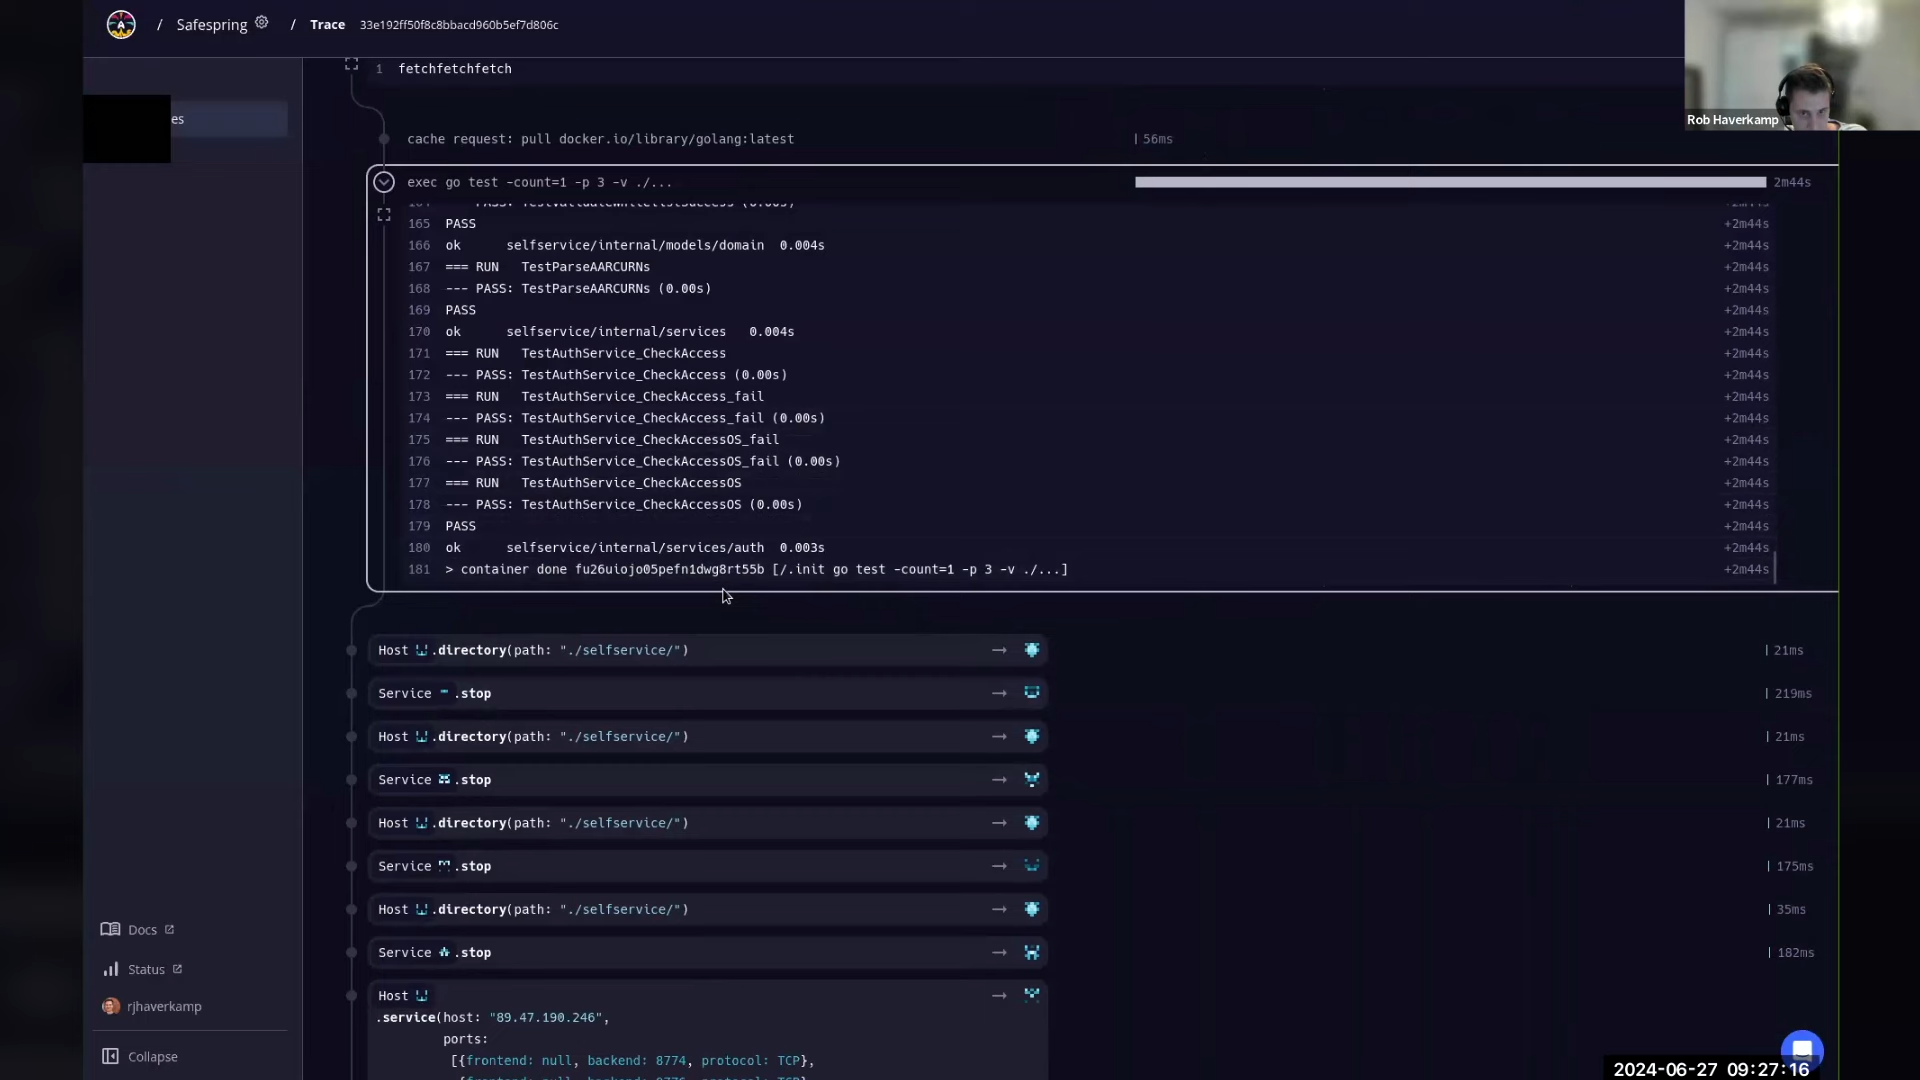 / Safespring / Trace 33e192ff50f8c8bbacd960b5ef7d806c
es
Rob Haverkamp
1 fetchfetchfetch
cache request: pull docker.io/library/golang:latest 56ms
exec go test -count=1 -p 3 -v ./... 2m44s
165 PASS +2m44s
166 ok selfservice/internal/models/domain 0.004s +2m44s
167 === RUN TestParseAARCURNs +2m44s
168 --- PASS: TestParseAARCURNs (0.00s) +2m44s
169 PASS +2m44s
170 ok selfservice/internal/services 0.004s +2m44s
171 === RUN TestAuthService_CheckAccess +2m44s
172 --- PASS: TestAuthService_CheckAccess (0.00s) +2m44s
173 === RUN TestAuthService_CheckAccess_fail +2m44s
174 --- PASS: TestAuthService_CheckAccess_fail (0.00s) +2m44s
175 === RUN TestAuthService_CheckAccessOS_fail +2m44s
176 --- PASS: TestAuthService_CheckAccessOS_fail (0.00s) +2m44s
177 === RUN TestAuthService_CheckAccessOS +2m44s
178 --- PASS: TestAuthService_CheckAccessOS (0.00s) +2m44s
179 PASS +2m44s
180 ok selfservice/internal/services/auth 0.003s +2m44s
181 > container done fu26uiojo05pefn1dwg8rt55b [/.init go test -count=1 -p 3 -v ./...] +2m44s
Host .directory(path: "./selfservice/") → 21ms
Service .stop → 219ms
Host .directory(path: "./selfservice/") → 21ms
Service .stop → 177ms
Host .directory(path: "./selfservice/") → 21ms
Service .stop → 175ms
Host .directory(path: "./selfservice/") → 35ms
Service .stop → 182ms
Host →
.service(host: "89.47.190.246",
ports:
[{frontend: null, backend: 8774, protocol: TCP},
Docs
Status
rjhaverkamp
Collapse
2024-06-27 09:27:16